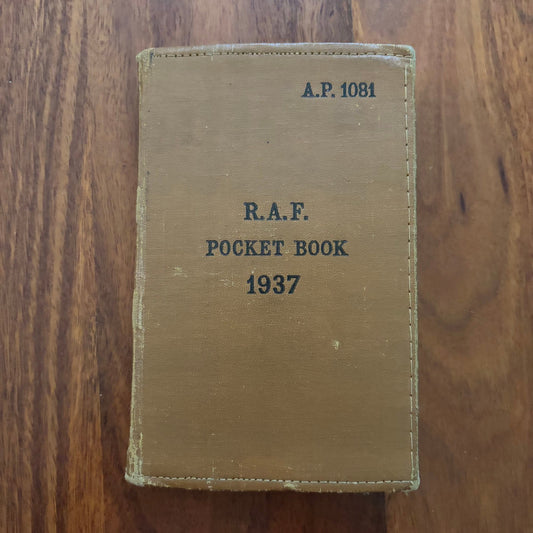 A.P. 1081
R.A.F.
POCKET BOOK
1937